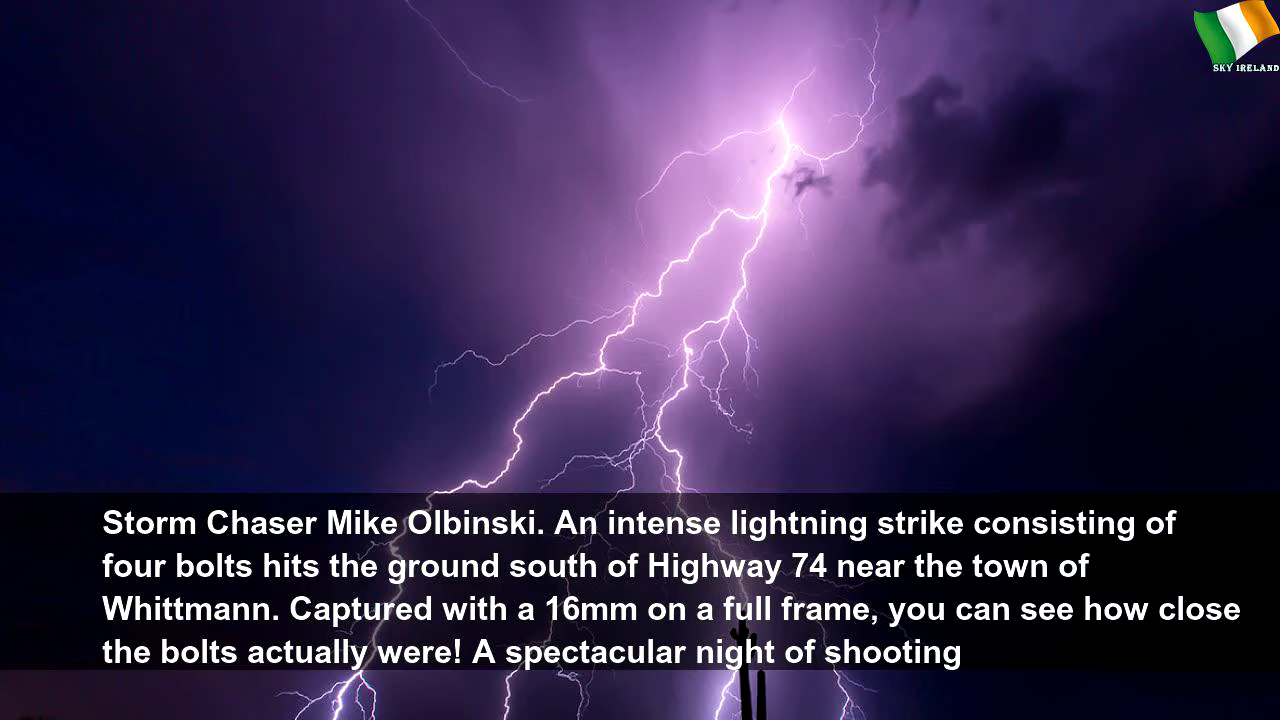 SKY IRELAND
Storm Chaser Mike Olbinski. An intense lightning strike consisting of
four bolts hits the ground south of Highway 74 near the town of
Whittmann. Captured with a 16mm on a full frame, you can see how close
the bolts actually were! A spectacular night of shooting